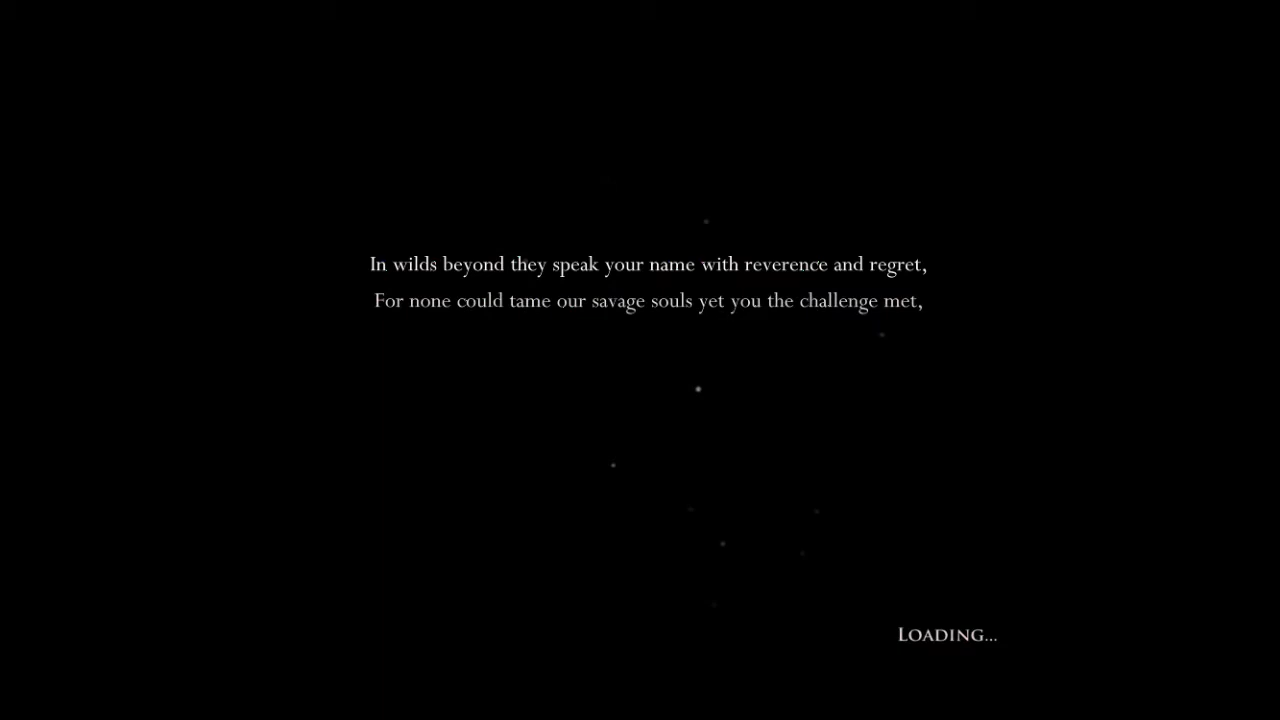 In wilds beyond they speak your name with reverence and regret,
For none could tame our savage souls yet you the challenge met,
Loading...